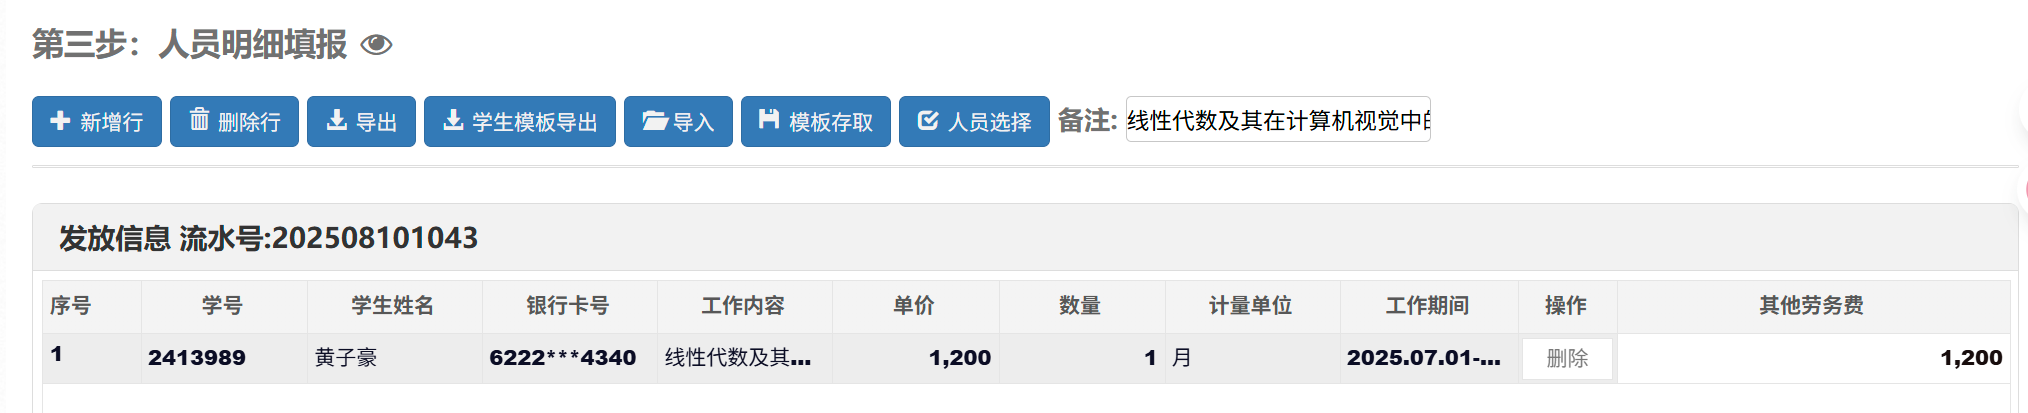 第三步：人员明细填报
新增行 删除行 导出 学生模板导出 导入 模板存取 人员选择 备注: 线性代数及其在计算机视觉中
发放信息 流水号:202508101043
序号 学号 学生姓名 银行卡号 工作内容 单价 数量 计量单位 工作期间 操作 其他劳务费
1 2413989 黄子豪 6222***4340 线性代数及其... 1,200 1 月 2025.07.01-... 删除 1,200